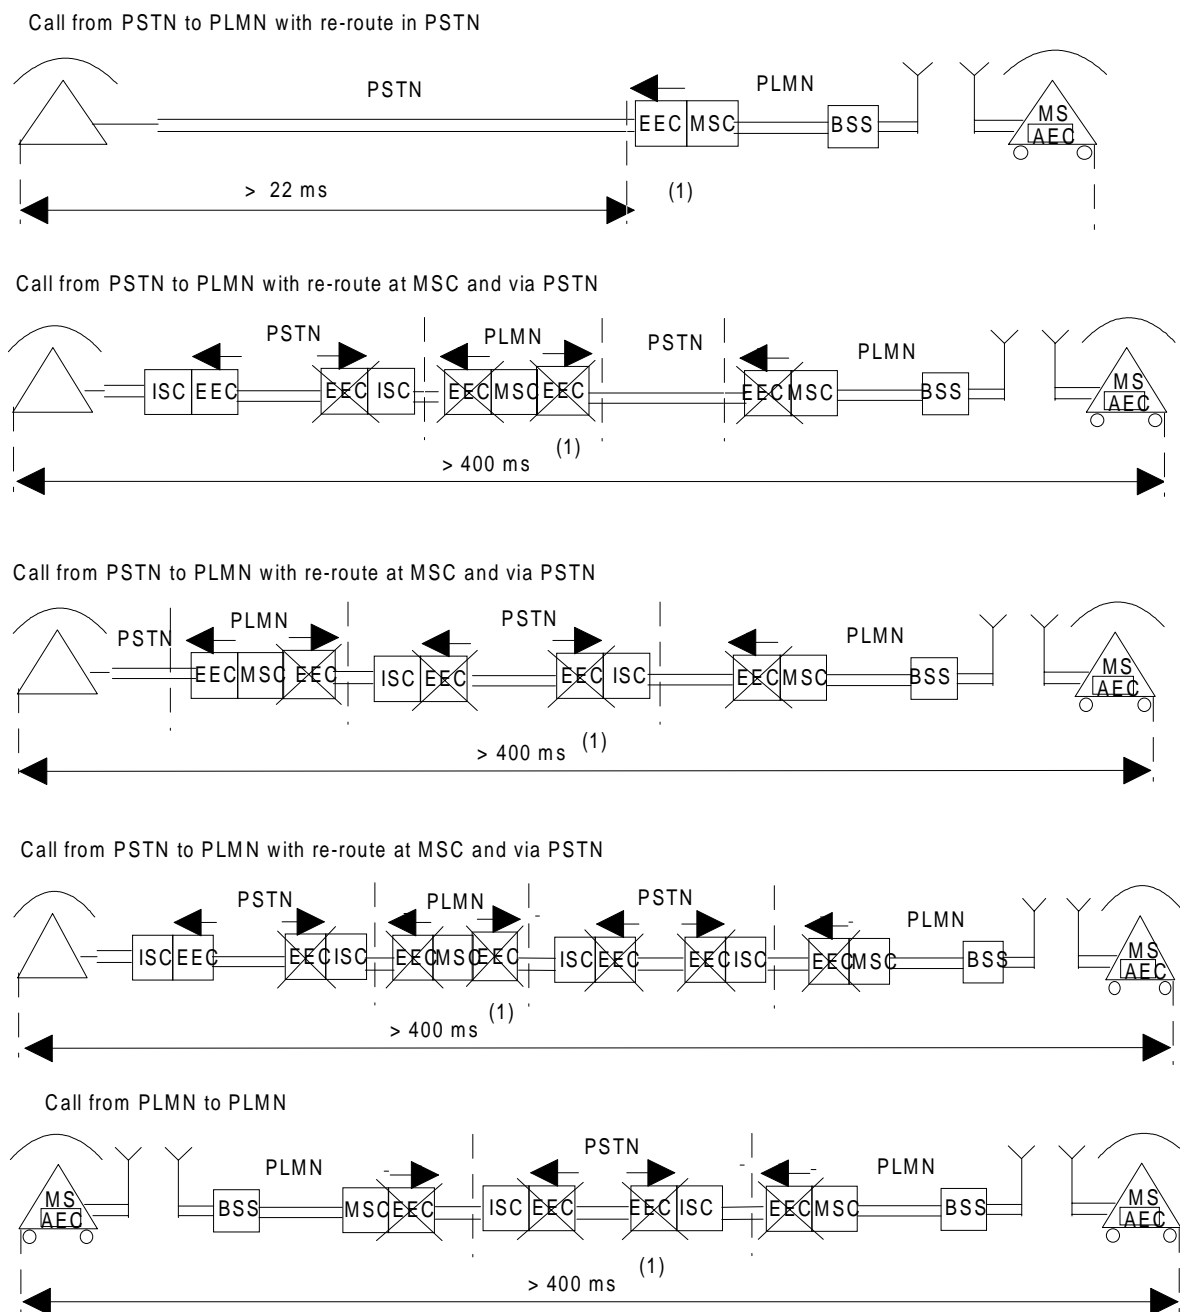 Call from PSTN to PLMN with re-route in PSTN
PSTN PLMN
EEC MSC BSS MS
AEC
> 22 ms (1)
Call from PSTN to PLMN with re-route at MSC and via PSTN
PSTN PLMN PSTN PLMN
ISC EEC EEC ISC EEC MSC EEC EEC MSC BSS MS
AEC
(1)
> 400 ms
Call from PSTN to PLMN with re-route at MSC and via PSTN
PSTN PLMN PSTN PLMN
EEC MSC EEC ISC EEC EEC ISC EEC MSC BSS MS
AEC
(1)
> 400 ms
Call from PSTN to PLMN with re-route at MSC and via PSTN
PSTN PLMN PSTN PLMN
ISC EEC EEC ISC EEC MSC EEC ISC EEC EEC ISC EEC MSC BSS MS
AEC
(1)
> 400 ms
Call from PLMN to PLMN
PLMN PSTN PLMN
MS BSS MSC EEC ISC EEC EEC ISC EEC MSC BSS MS
AEC AEC
(1)
> 400 ms